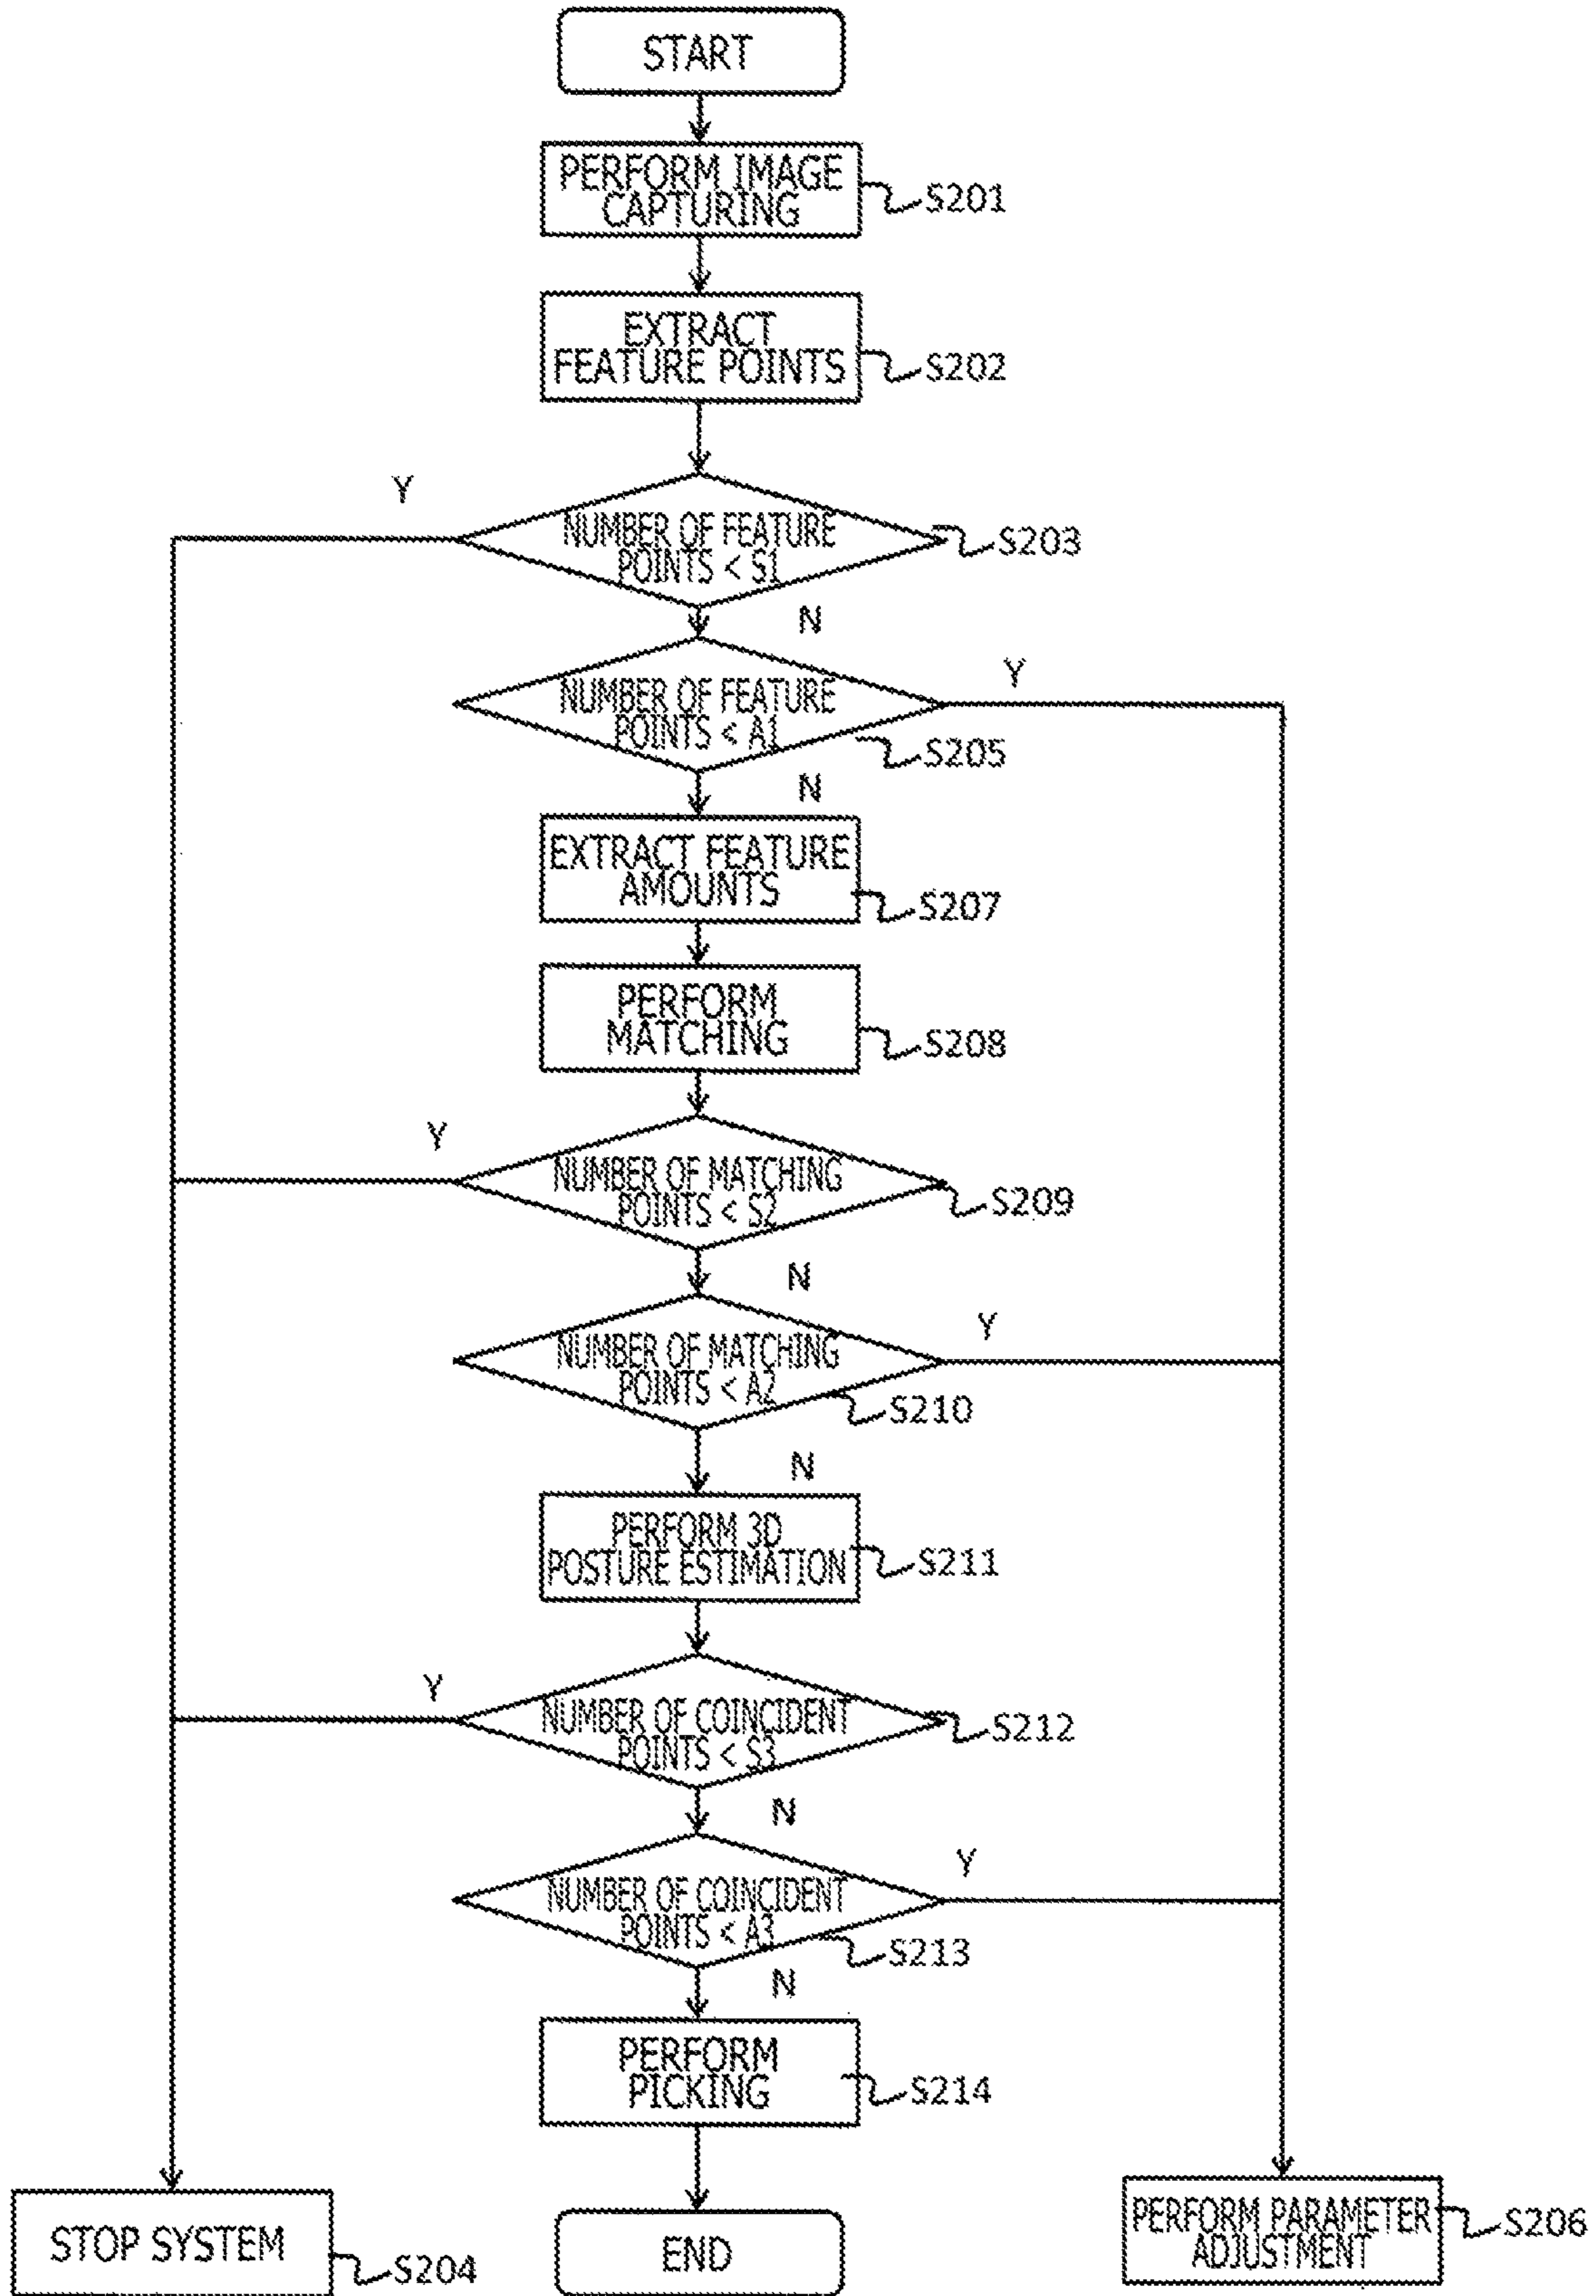 START
PERFORM IMAGE
CAPTURING
S201
EXTRACT
FEATURE POINTS
S202
Y
NUMBER OF FEATURE
POINTS < S1
S203
N
NUMBER OF FEATURE
POINTS < A1
Y
S205
N
EXTRACT FEATURE
AMOUNTS
S207
PERFORM
MATCHING
S208
Y
NUMBER OF MATCHING
POINTS < S2
S209
N
NUMBER OF MATCHING
POINTS < A2
Y
S210
N
PERFORM 3D
POSTURE ESTIMATION
S211
Y
NUMBER OF COINCIDENT
POINTS < S3
S212
N
NUMBER OF COINCIDENT
POINTS < A3
Y
S213
N
PERFORM
PICKING
S214
STOP SYSTEM
S204
END
PERFORM PARAMETER
ADJUSTMENT
S206